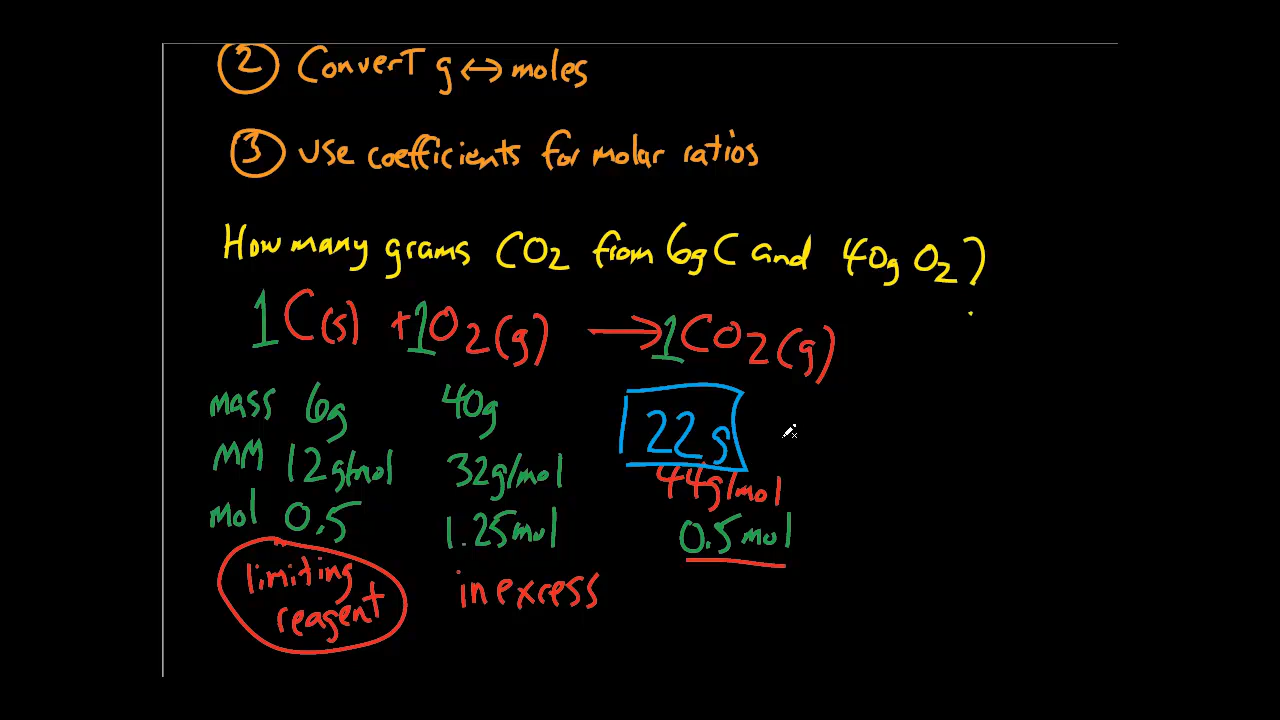 ② ConverT g ↔ moles
③ Use coefficients for molar ratios
How many grams CO2 from 6g C and 40g O2?
1C(s) + 1O2(g) → 1CO2(g)
mass 6g 40g 22g
MM 12g/mol 32g/mol 44g/mol
mol 0.5 1.25mol 0.5mol
limiting in excess
reagent